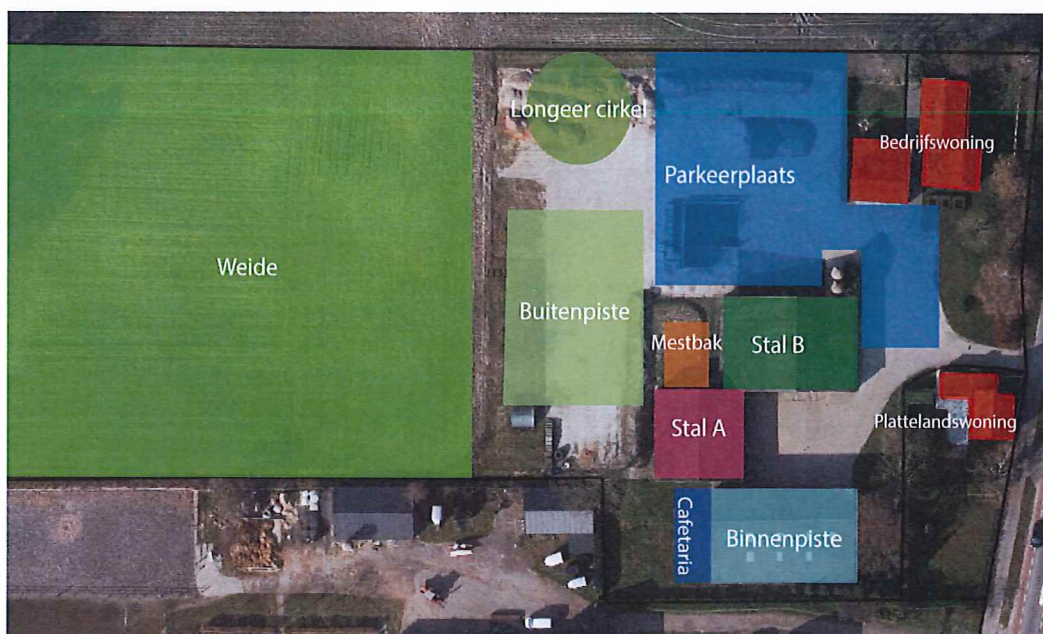 Longeer cirkel
Bedrijfswoning
Parkeerplaats
Weide
Buitenpiste
Mestbak
Stal B
Stal A
Plattelandswoning
Cafetaria
Binnenpiste